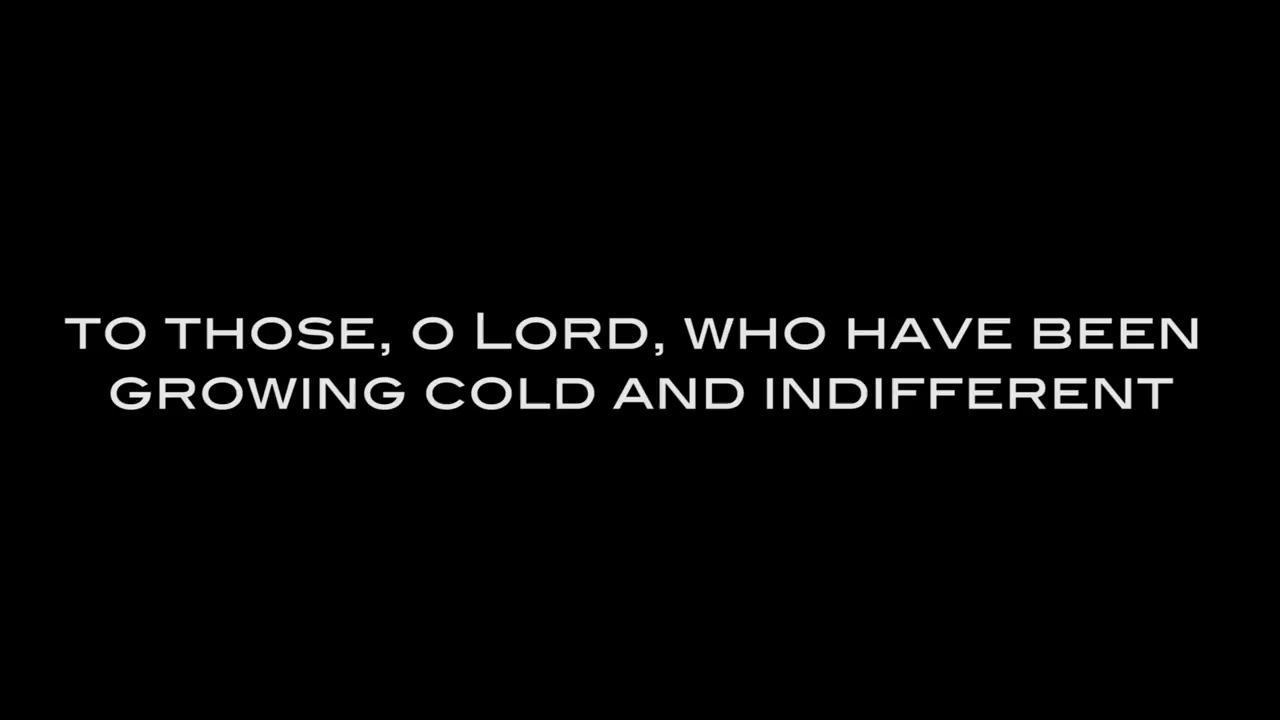 to those, o Lord, who have been
growing cold and indifferent